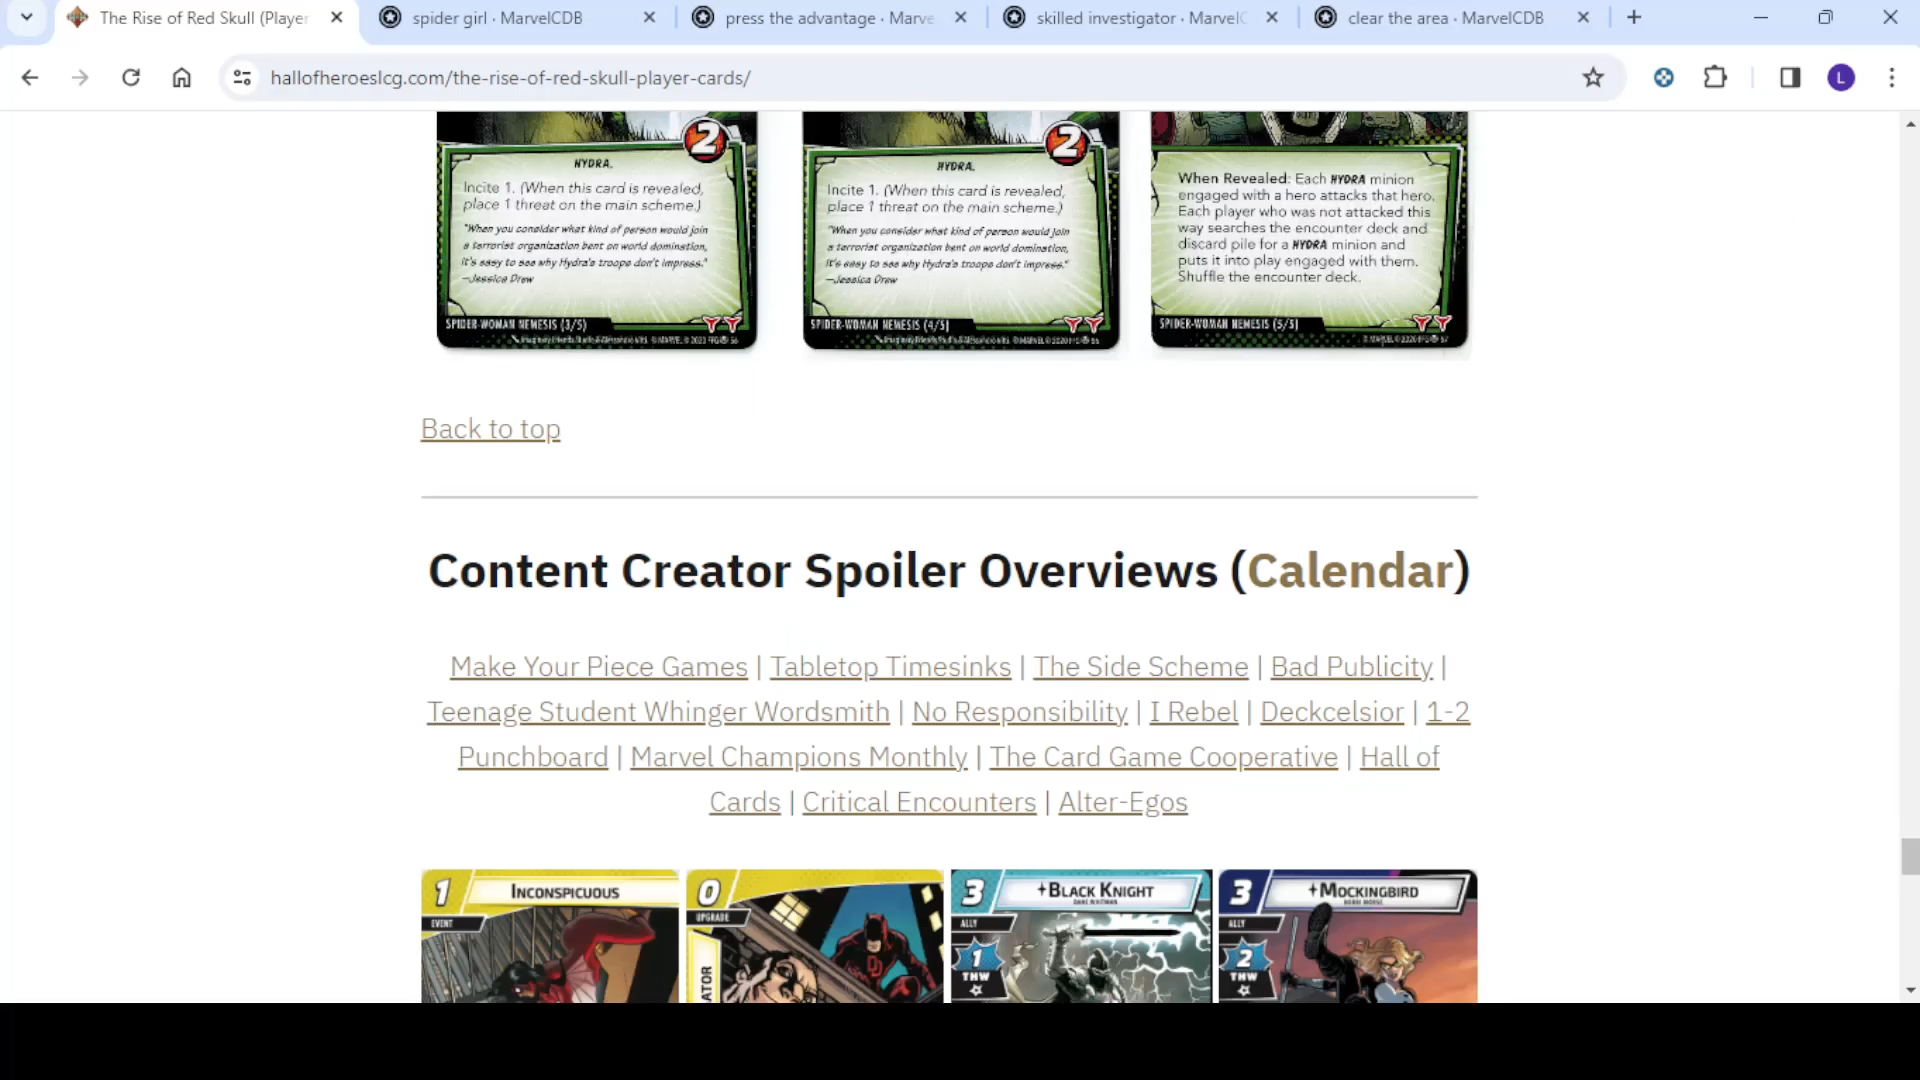 The Rise of Red Skull (Player
spider girl · MarvelCDB
press the advantage · Marve
skilled investigator · MarvelC
clear the area · MarvelCDB
hallofheroeslcg.com/the-rise-of-red-skull-player-cards/
L
2
HYDRA.
Incite 1. (When this card is revealed,
place 1 threat on the main scheme.)
"When you consider what kind of person would join
a terrorist organization bent on world domination,
it's easy to see why Hydra's troops don't impress."
—Jessica Drew
SPIDER-WOMAN NEMESIS (3/5)
2
HYDRA.
Incite 1. (When this card is revealed,
place 1 threat on the main scheme.)
"When you consider what kind of person would join
a terrorist organization bent on world domination,
it's easy to see why Hydra's troops don't impress."
—Jessica Drew
SPIDER-WOMAN NEMESIS (4/5)
When Revealed: Each HYDRA minion
engaged with a hero attacks that hero.
Each player who was not attacked this
way searches the encounter deck and
discard pile for a HYDRA minion and
puts it into play engaged with them.
Shuffle the encounter deck.
SPIDER-WOMAN NEMESIS (5/5)
Back to top
Content Creator Spoiler Overviews (Calendar)
Make Your Piece Games | Tabletop Timesinks | The Side Scheme | Bad Publicity |
Teenage Student Whinger Wordsmith | No Responsibility | I Rebel | Deckcelsior | 1-2
Punchboard | Marvel Champions Monthly | The Card Game Cooperative | Hall of
Cards | Critical Encounters | Alter-Egos
1 INCONSPICUOUS
EVENT
0
UPGRADE
ATOR
3 BLACK KNIGHT
DANE WHITMAN
ALLY
1
THW
3 MOCKINGBIRD
BOBBI MORSE
ALLY
2
THW